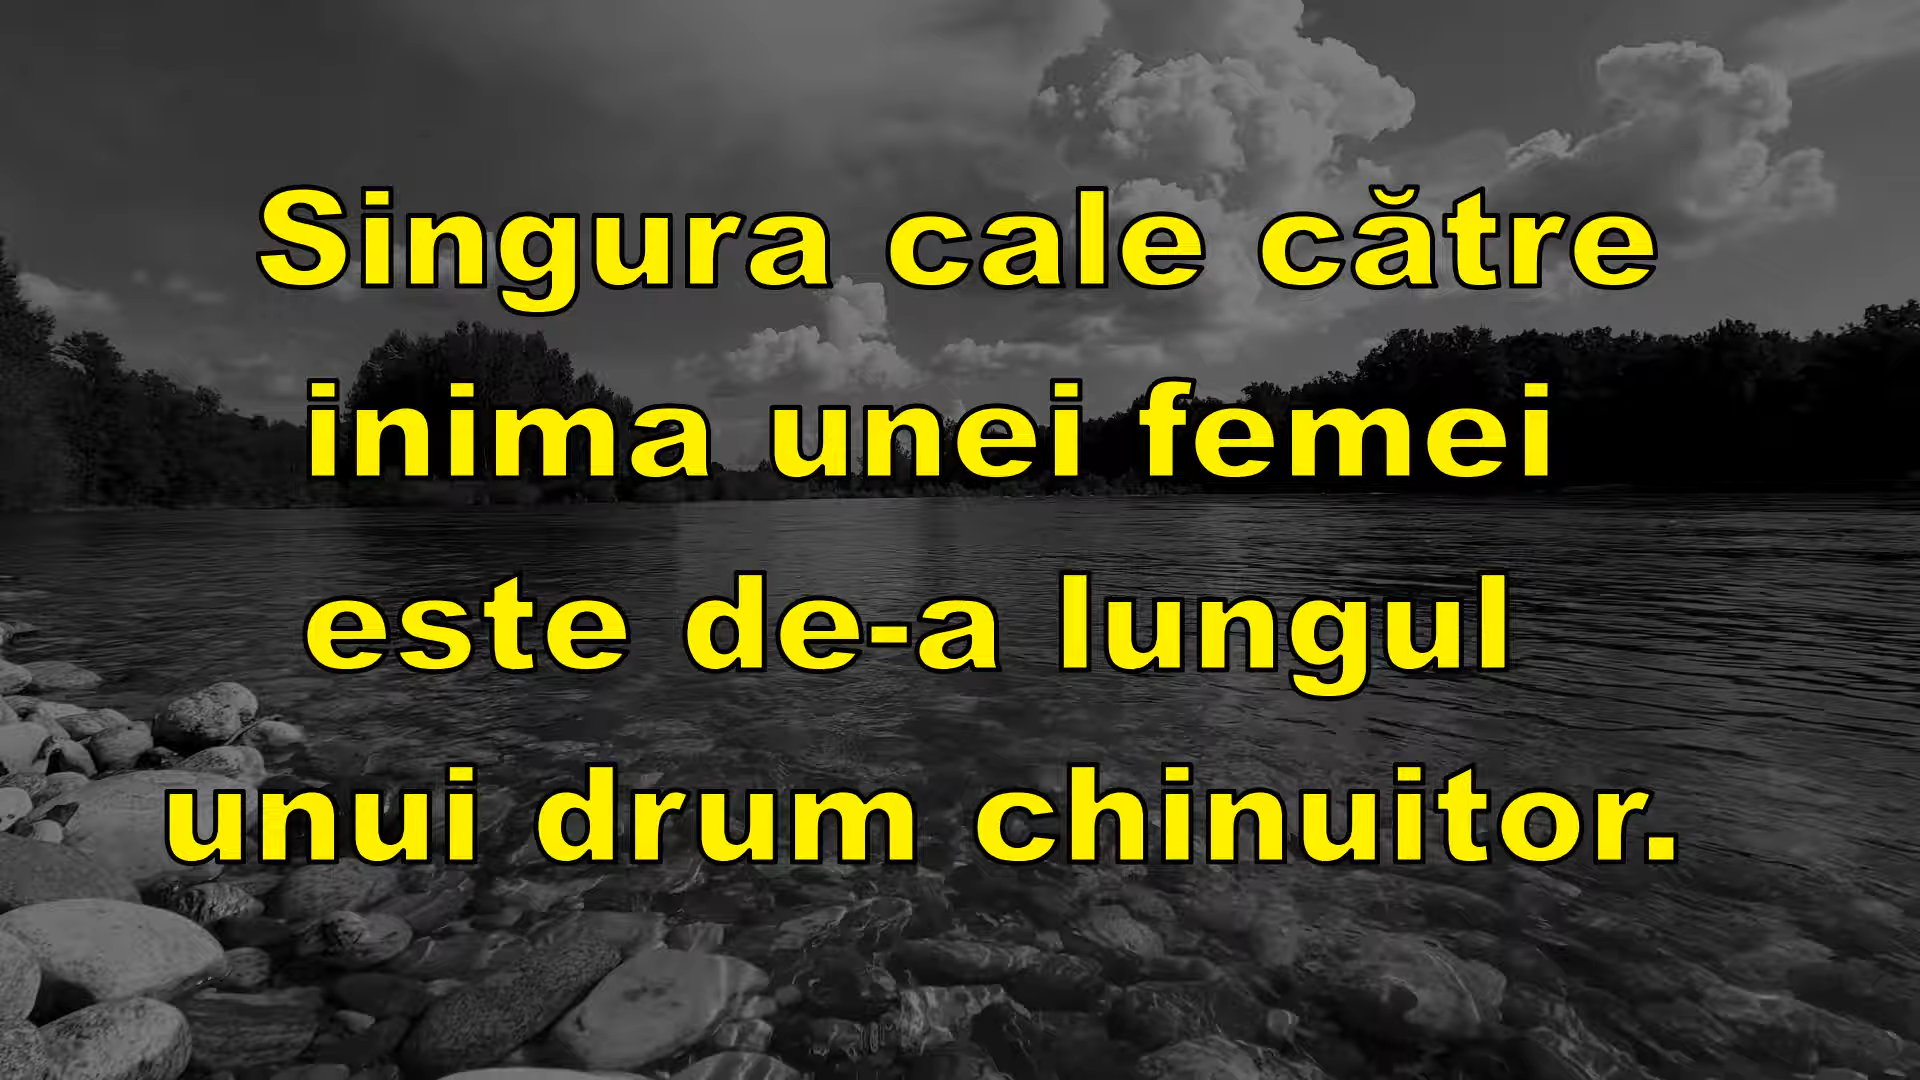 Singura cale către
inima unei femei
este de-a lungul
unui drum chinuitor.